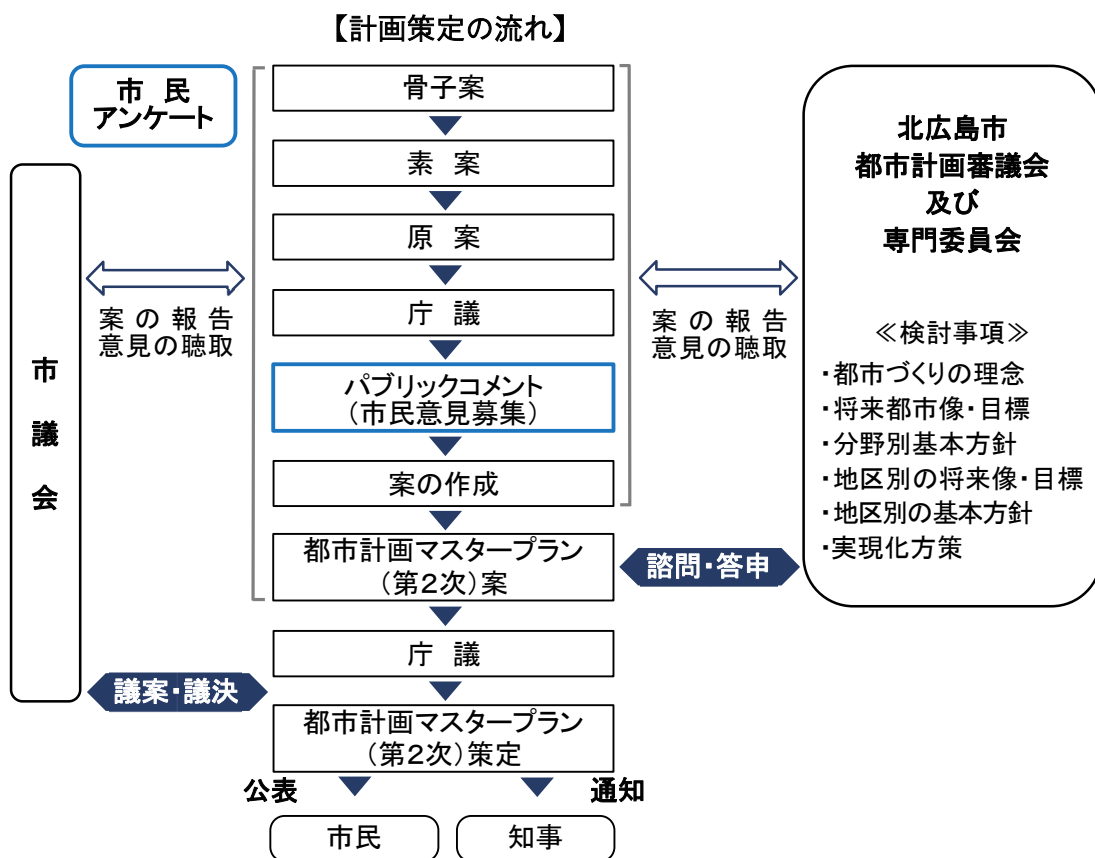 【計画策定の流れ】
市 民
アンケート
骨子案
素 案
原 案
庁 議
パブリックコメント
(市民意見募集)
案の作成
都市計画マスタープラン
(第2次)案
庁 議
都市計画マスタープラン
(第2次)策定
公表
通知
市民
知事
市議会
案の報告
意見の聴取
議案・議決
案の報告
意見の聴取
諮問・答申
北広島市
都市計画審議会
及び
専門委員会
≪検討事項≫
・都市づくりの理念
・将来都市像・目標
・分野別基本方針
・地区別の将来像・目標
・地区別の基本方針
・実現化方策